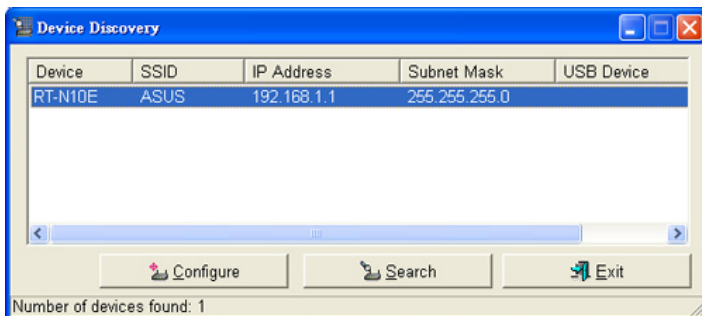 Device Discovery
Device SSID IP Address Subnet Mask USB Device
RT-N10E ASUS 192.168.1.1 255.255.255.0
Configure Search Exit
Number of devices found: 1